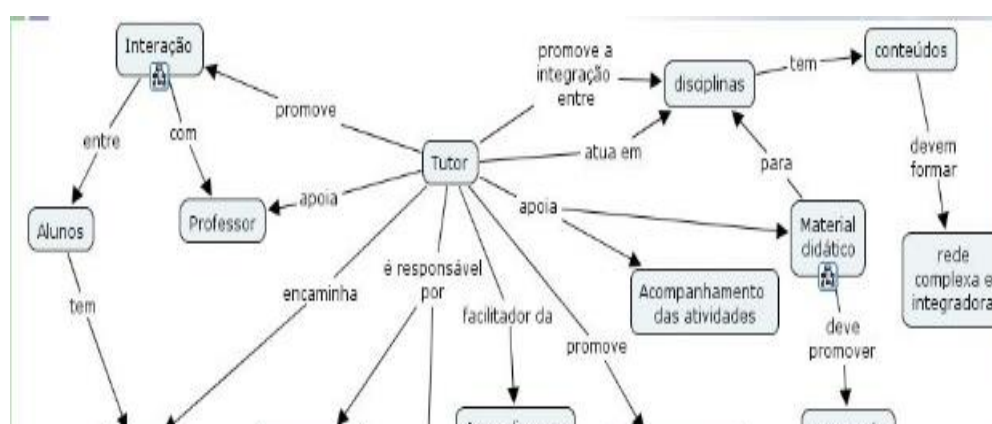 Interação
promove a
integração
entre
disciplinas
tem
conteúdos
promove
entre
com
Tutor
atua em
para
devem
formar
Alunos
Professor
apoia
apoia
Material
didático
rede
complexa e
integradora
tem
encaminha
é responsável
por
facilitador da
promove
Acompanhamento
das atividades
deve
promover